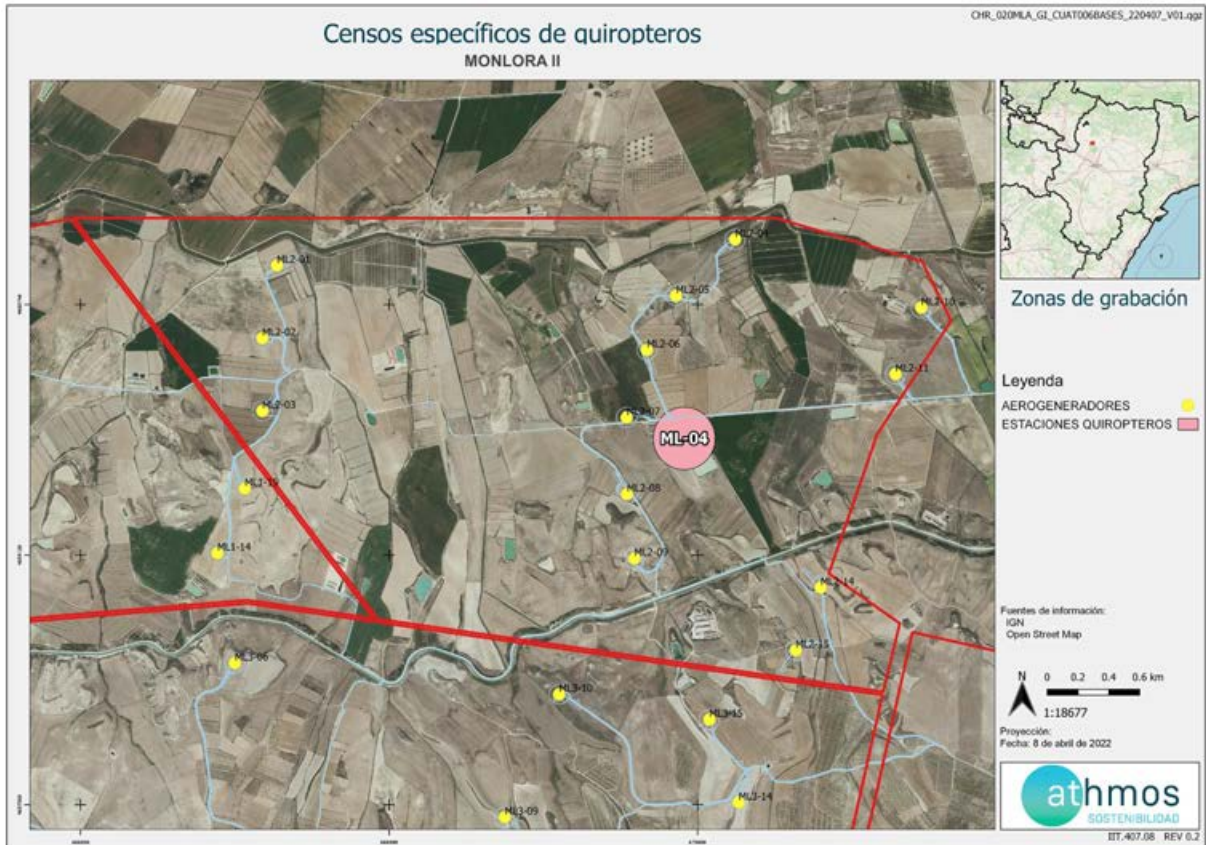 CHR_020MLA_GI_CUAT006BASES_220407_V01.qgz
Censos específicos de quiropteros
MONLORA II
ML2-04
ML2-01
ML2-05
ML2-10
ML2-02
ML2-06
ML2-11
ML2-03
ML2-07
ML-04
ML1-15
ML2-08
ML1-14
ML2-09
ML2-14
ML2-15
ML3-06
ML3-10
ML3-15
ML3-14
ML3-09
Zonas de grabación
Leyenda
AEROGENERADORES
ESTACIONES QUIROPTEROS
Fuentes de información:
IGN
Open Street Map
N
0 0.2 0.4 0.6 km
1:18677
Proyección:
Fecha: 8 de abril de 2022
athmos
SOSTENIBILIDAD
IIT.407.08 REV 0.2